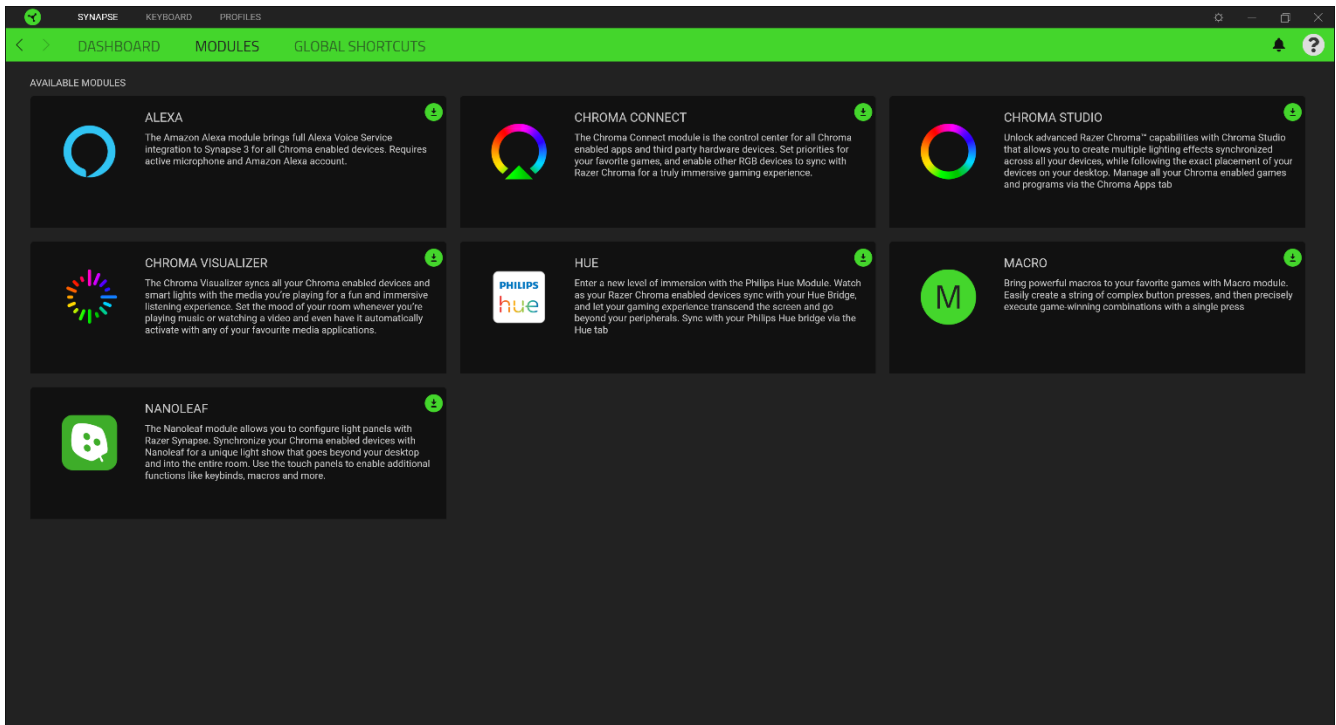 SYNAPSE KEYBOARD PROFILES
DASHBOARD MODULES GLOBAL SHORTCUTS
?
AVAILABLE MODULES
ALEXA
The Amazon Alexa module brings full Alexa Voice Service
integration to Synapse 3 for all Chroma enabled devices. Requires
active microphone and Amazon Alexa account.
CHROMA CONNECT
The Chroma Connect module is the control center for all Chroma
enabled apps and third party hardware devices. Set priorities for
your favorite games, and enable other RGB devices to sync with
Razer Chroma for a truly immersive gaming experience.
CHROMA STUDIO
Unlock advanced Razer Chroma™ capabilities with Chroma Studio
that allows you to create multiple lighting effects synchronized
across all your devices, while following the exact placement of your
devices on your desktop. Manage all your Chroma enabled games
and programs via the Chroma Apps tab
CHROMA VISUALIZER
The Chroma Visualizer syncs all your Chroma enabled devices and
smart lights with the media you're playing for a fun and immersive
listening experience. Set the mood of your room whenever you're
playing music or watching a video and even have it automatically
activate with any of your favourite media applications.
PHILIPS
hue
HUE
Enter a new level of immersion with the Philips Hue Module. Watch
as your Razer Chroma enabled devices sync with your Hue Bridge,
and let your gaming experience transcend the screen and go
beyond your peripherals. Sync with your Philips Hue bridge via the
Hue tab
M
MACRO
Bring powerful macros to your favorite games with Macro module.
Easily create a string of complex button presses, and then precisely
execute game-winning combinations with a single press
NANOLEAF
The Nanoleaf module allows you to configure light panels with
Razer Synapse. Synchronize your Chroma enabled devices with
Nanoleaf for a unique light show that goes beyond your desktop
and into the entire room. Use the touch panels to enable additional
functions like keybinds, macros and more.